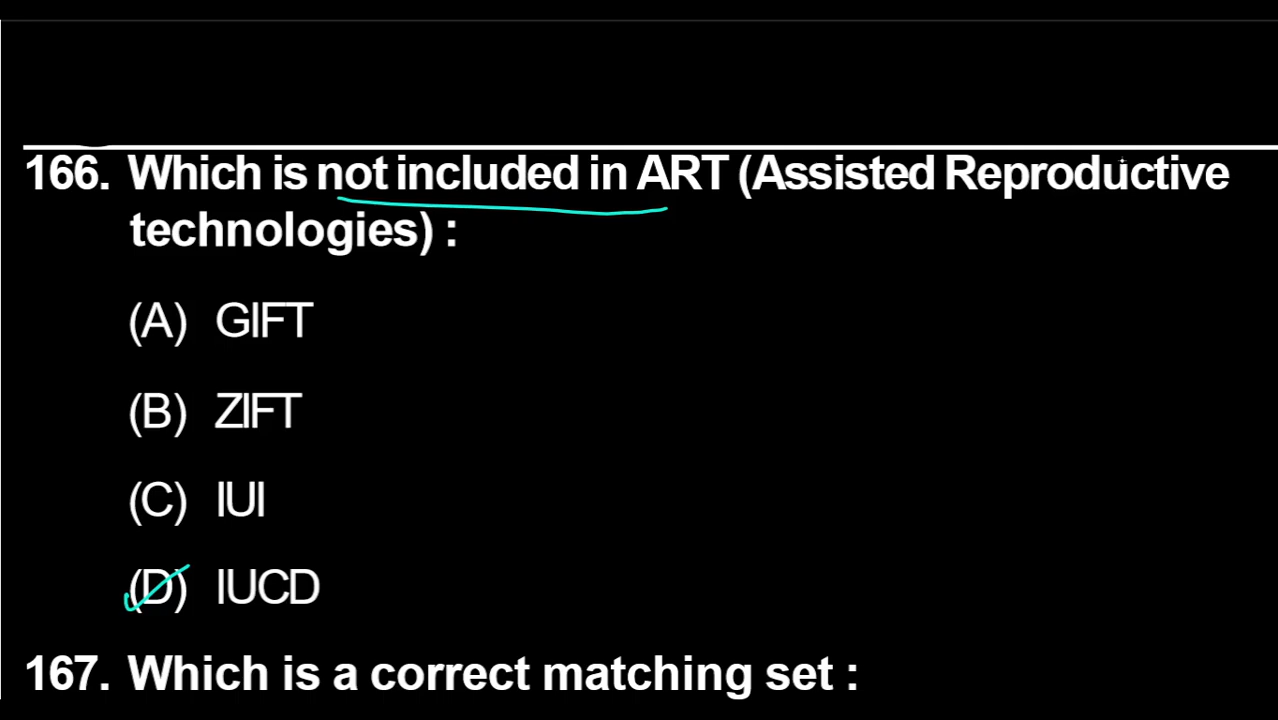 166. Which is not included in ART (Assisted Reproductive
technologies) :
(A) GIFT
(B) ZIFT
(C) IUI
(D) IUCD
167. Which is a correct matching set :